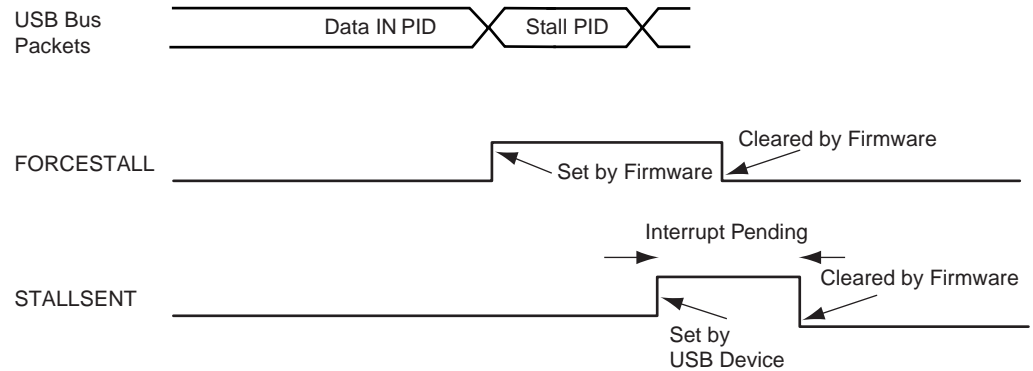 USB Bus
Packets
Data IN PID
Stall PID
FORCESTALL
Set by Firmware
Cleared by Firmware
Interrupt Pending
STALLSENT
Cleared by Firmware
Set by
USB Device